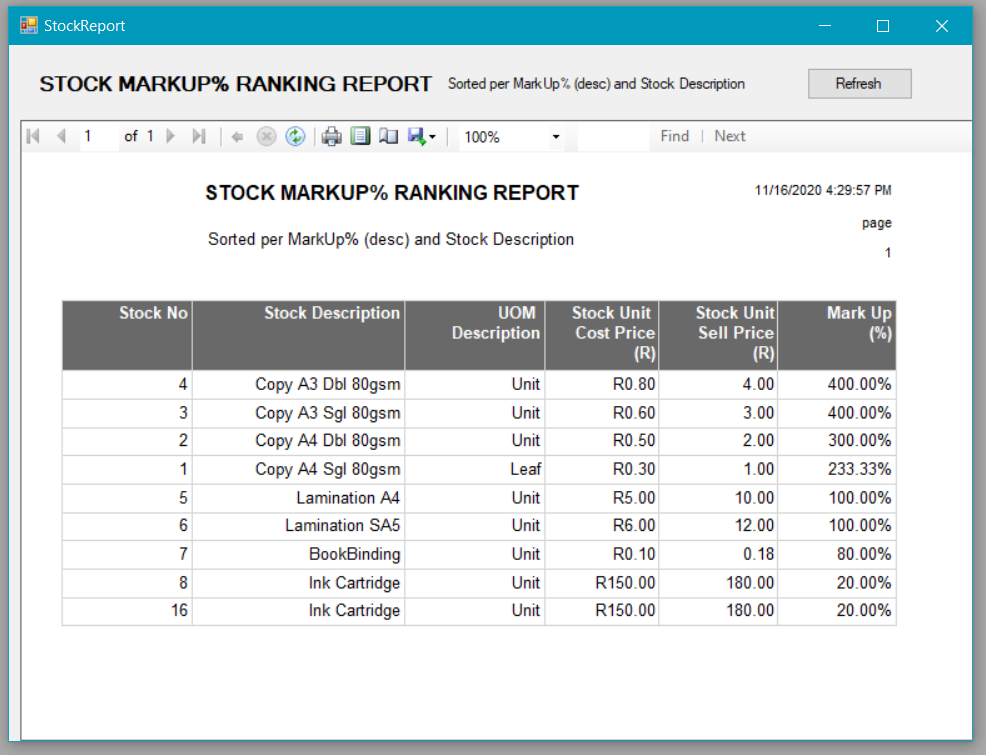 StockReport
STOCK MARKUP% RANKING REPORT Sorted per MarkUp% (desc) and Stock Description Refresh
1 of 1 100% Find | Next
STOCK MARKUP% RANKING REPORT 11/16/2020 4:29:57 PM
page
Sorted per MarkUp% (desc) and Stock Description
1
Stock No Stock Description UOM Description Stock Unit Cost Price (R) Stock Unit Sell Price (R) Mark Up (%)
4 Copy A3 Dbl 80gsm Unit R0.80 4.00 400.00%
3 Copy A3 Sgl 80gsm Unit R0.60 3.00 400.00%
2 Copy A4 Dbl 80gsm Unit R0.50 2.00 300.00%
1 Copy A4 Sgl 80gsm Leaf R0.30 1.00 233.33%
5 Lamination A4 Unit R5.00 10.00 100.00%
6 Lamination SA5 Unit R6.00 12.00 100.00%
7 BookBinding Unit R0.10 0.18 80.00%
8 Ink Cartridge Unit R150.00 180.00 20.00%
16 Ink Cartridge Unit R150.00 180.00 20.00%